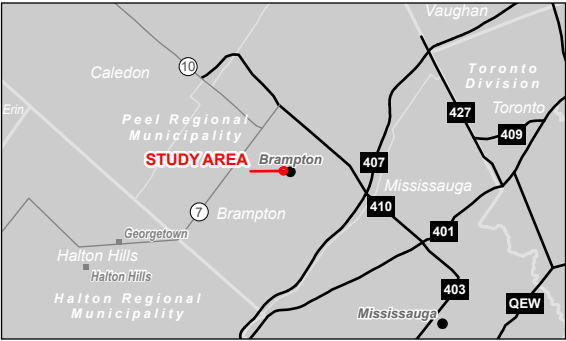 Vaughan
10
Caledon
Toronto
Division
Erin
427
Toronto
Peel Regional
Municipality
409
STUDY AREA
Brampton
407
Mississauga
410
7
Brampton
401
Georgetown
Halton Hills
Halton Hills
403
Halton Regional
Municipality
QEW
Mississauga